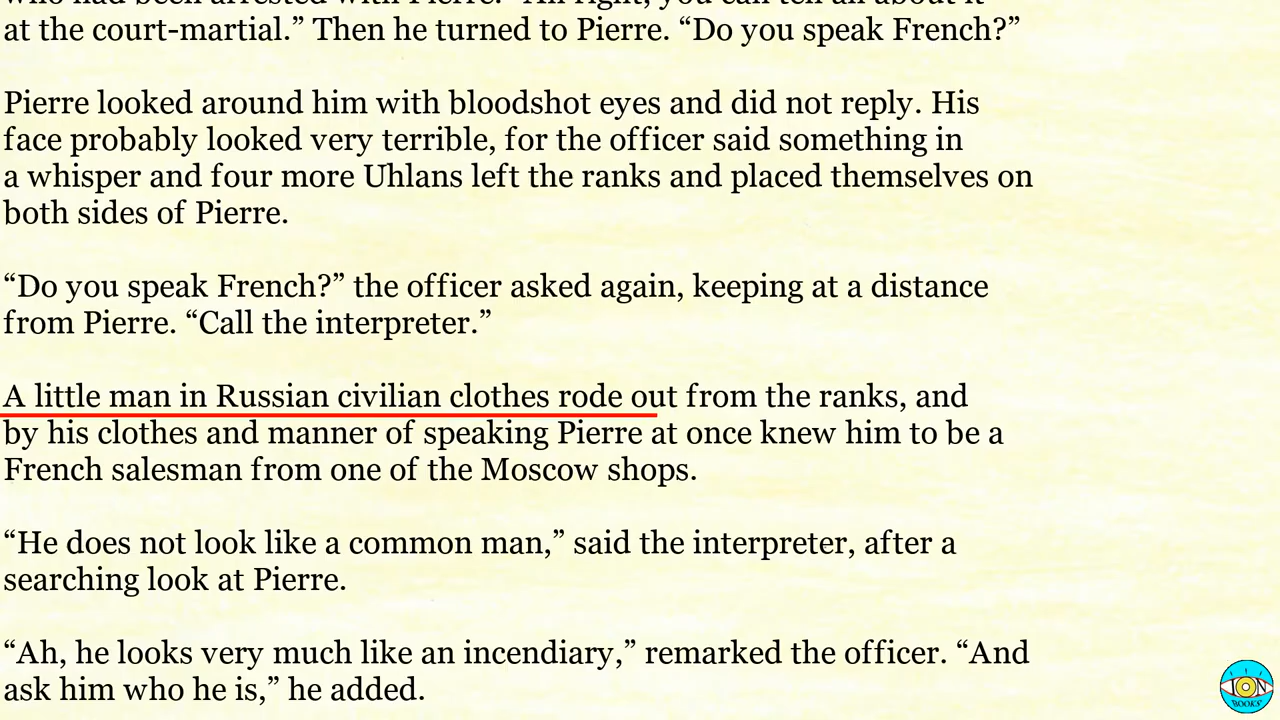 at the court-martial.” Then he turned to Pierre. “Do you speak French?”
Pierre looked around him with bloodshot eyes and did not reply. His
face probably looked very terrible, for the officer said something in
a whisper and four more Uhlans left the ranks and placed themselves on
both sides of Pierre.
“Do you speak French?” the officer asked again, keeping at a distance
from Pierre. “Call the interpreter.”
A little man in Russian civilian clothes rode out from the ranks, and
by his clothes and manner of speaking Pierre at once knew him to be a
French salesman from one of the Moscow shops.
“He does not look like a common man,” said the interpreter, after a
searching look at Pierre.
“Ah, he looks very much like an incendiary,” remarked the officer. “And
ask him who he is,” he added.
ION
BOOKS